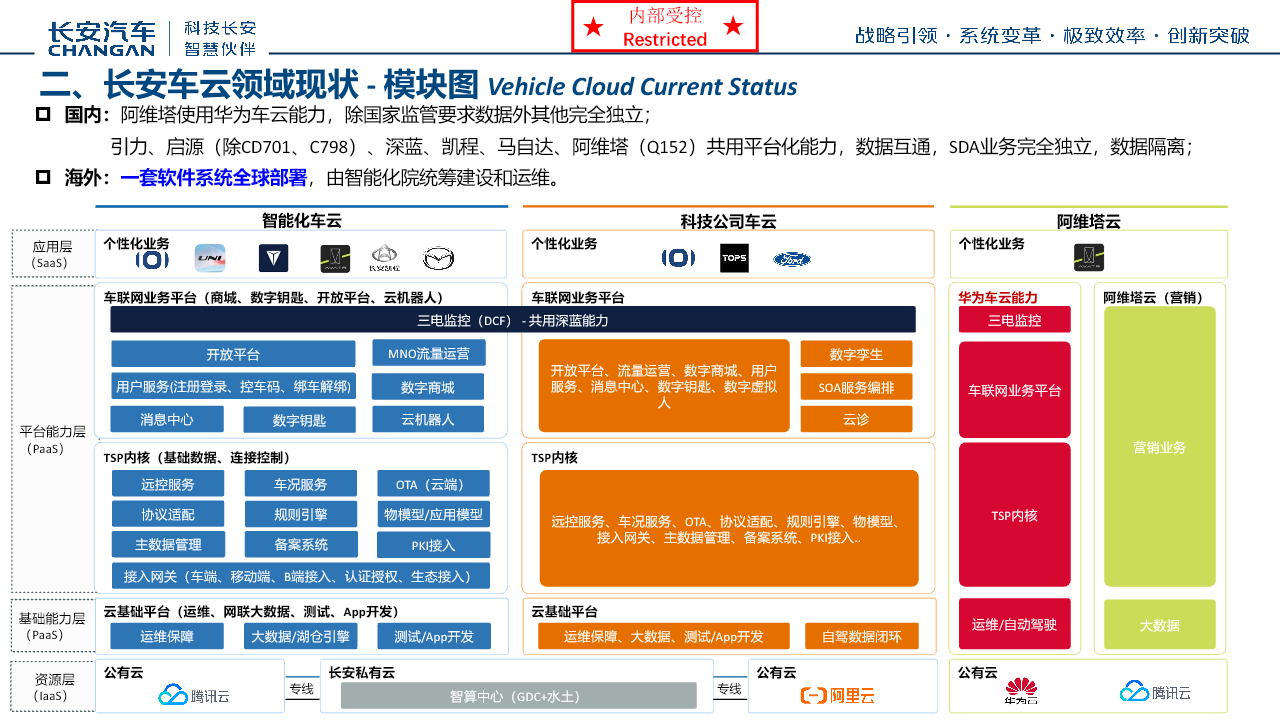 长安汽车
CHANGAN
科技长安
智慧伙伴
内部受控
Restricted
战略引领·系统变革·极致效率·创新突破
二、长安车云领域现状 - 模块图 Vehicle Cloud Current Status
国内：阿维塔使用华为车云能力，除国家监管要求数据外其他完全独立；
引力、启源（除CD701、C798）、深蓝、凯程、马自达、阿维塔（Q152）共用平台化能力，数据互通，SDA业务完全独立，数据隔离；
海外：一套软件系统全球部署，由智能化院统筹建设和运维。
智能化车云
科技公司车云
阿维塔云
应用层
（SaaS）
个性化业务
UNI
AVATR
长安凯程
个性化业务
TOPS
Ford
个性化业务
AVATR
平台能力层
（PaaS）
车联网业务平台（商城、数字钥匙、开放平台、云机器人）
车联网业务平台
三电监控（DCF） - 共用深蓝能力
开放平台
MNO流量运营
用户服务(注册登录、控车码、绑车解绑)
数字商城
消息中心
数字钥匙
云机器人
开放平台、流量运营、数字商城、用户
服务、消息中心、数字钥匙、数字虚拟
人
数字孪生
SOA服务编排
云诊
华为车云能力
三电监控
车联网业务平台
TSP内核
阿维塔云（营销）
营销业务
TSP内核（基础数据、连接控制）
远控服务
车况服务
OTA（云端）
协议适配
规则引擎
物模型/应用模型
主数据管理
备案系统
PKI接入
接入网关（车端、移动端、B端接入、认证授权、生态接入）
TSP内核
远控服务、车况服务、OTA、协议适配、规则引擎、物模型、
接入网关、主数据管理、备案系统、PKI接入..
基础能力层
（PaaS）
云基础平台（运维、网联大数据、测试、App开发）
运维保障
大数据/湖仓引擎
测试/App开发
云基础平台
运维保障、大数据、测试/App开发
自驾数据闭环
运维/自动驾驶
大数据
资源层
（IaaS）
公有云
腾讯云
专线
长安私有云
智算中心（GDC+水土）
专线
公有云
阿里云
公有云
华为云
腾讯云